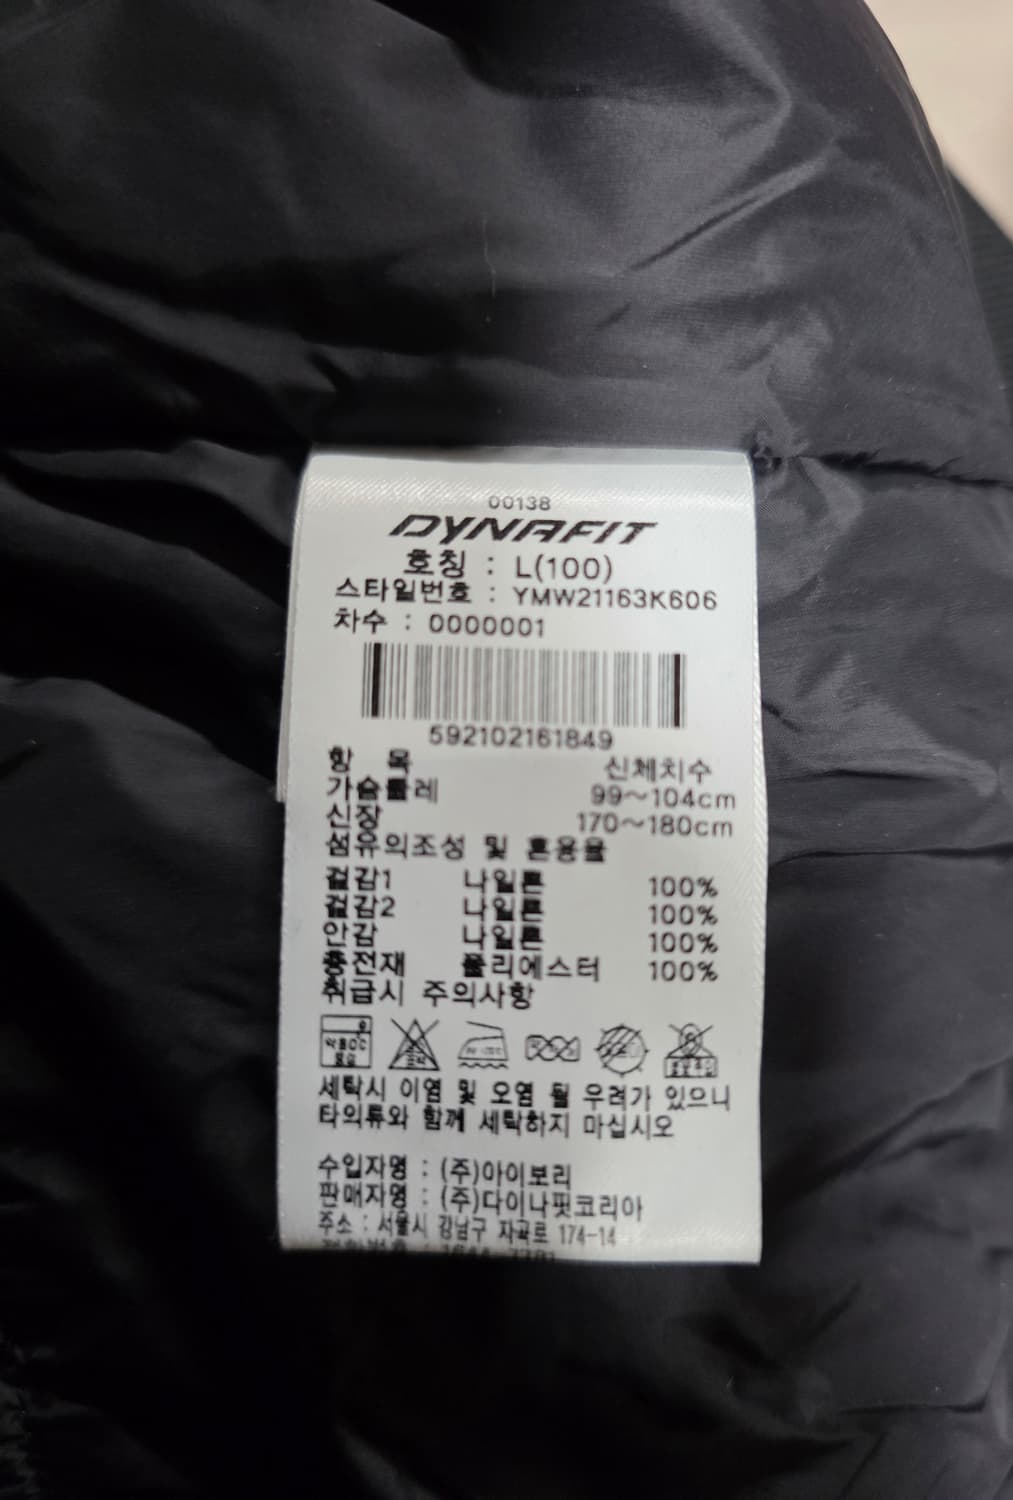 00138
DYNAFIT
호칭 : L(100)
스타일번호 : YMW21163K606
차수 : 0000001
592102161849
항 목 신체치수
가슴둘레 99~104cm
신장 170~180cm
섬유의조성 및 혼용율
겉감1 나일론 100%
겉감2 나일론 100%
안감 나일론 100%
충전재 폴리에스터 100%
취급시 주의사항
세탁시 이염 및 오염 될 우려가 있으니
타의류와 함께 세탁하지 마십시오
수입자명 : (주)아이보리
판매자명 : (주)다이나핏코리아
주소 : 서울시 강남구 자곡로 174-14